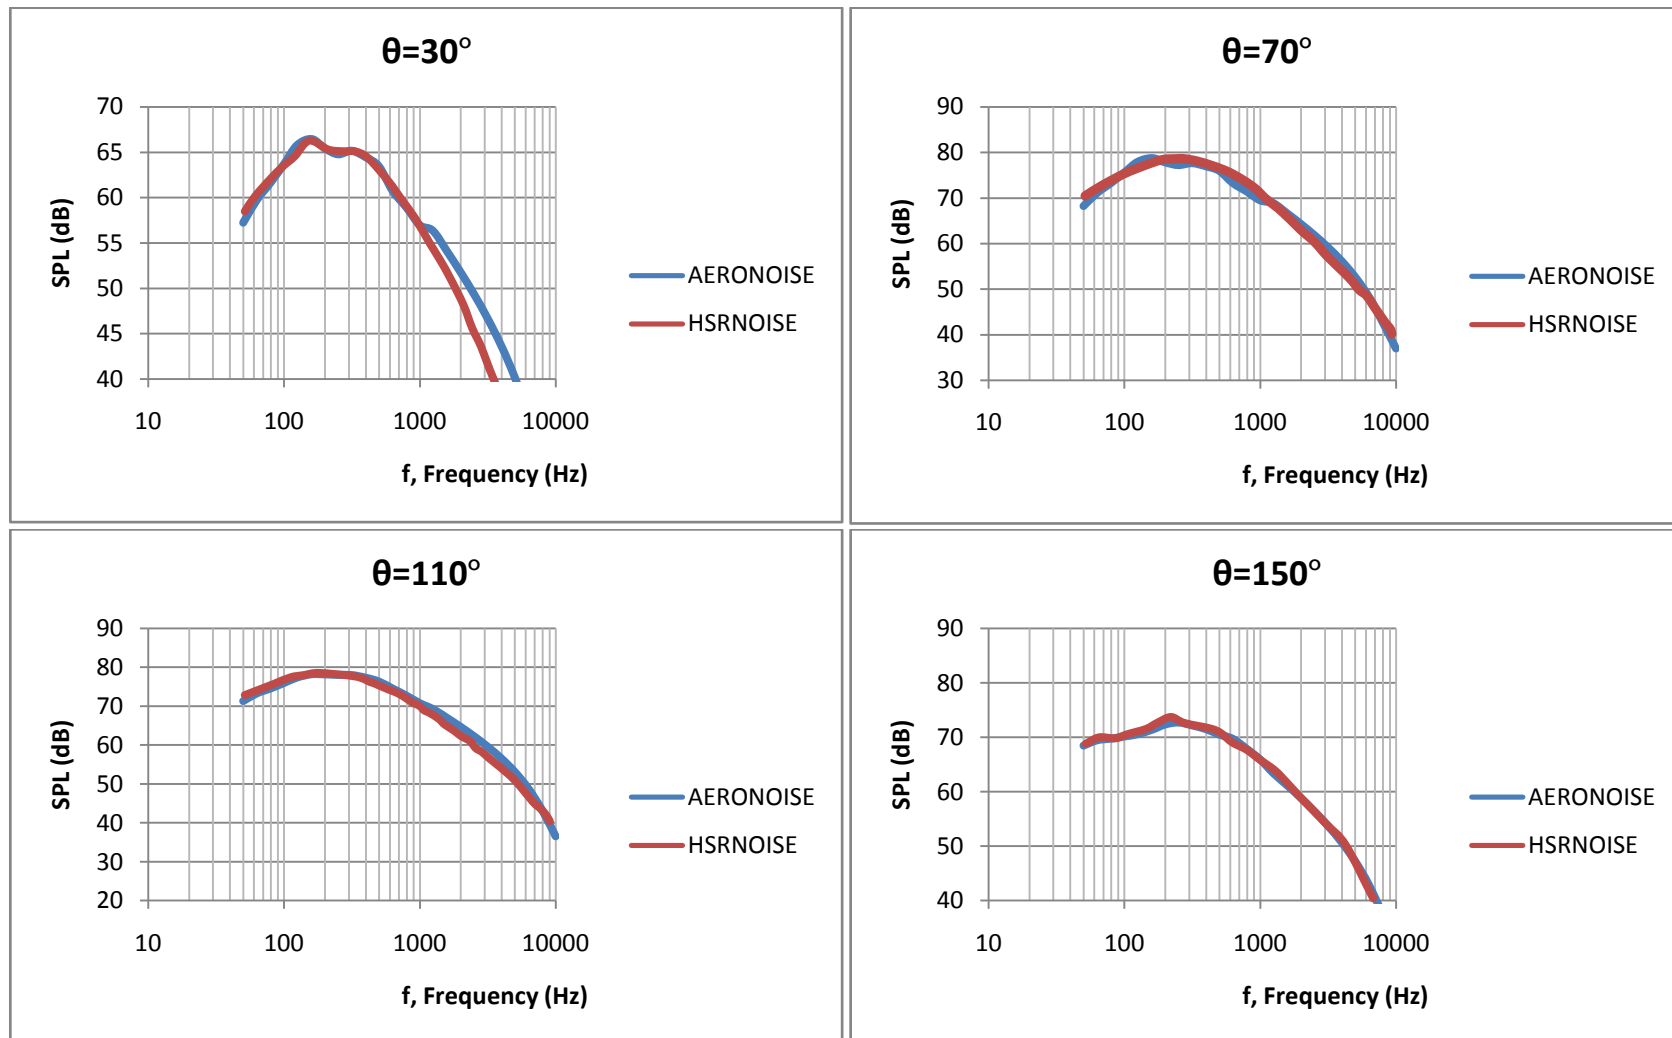 θ=30°
70
65
60
55
50
45
40
SPL (dB)
10
100
1000
10000
f, Frequency (Hz)
AERONOISE
HSRNOISE
θ=70°
90
80
70
60
50
40
30
SPL (dB)
10
100
1000
10000
f, Frequency (Hz)
AERONOISE
HSRNOISE
θ=110°
90
80
70
60
50
40
30
20
SPL (dB)
10
100
1000
10000
f, Frequency (Hz)
AERONOISE
HSRNOISE
θ=150°
90
80
70
60
50
40
SPL (dB)
10
100
1000
10000
f, Frequency (Hz)
AERONOISE
HSRNOISE